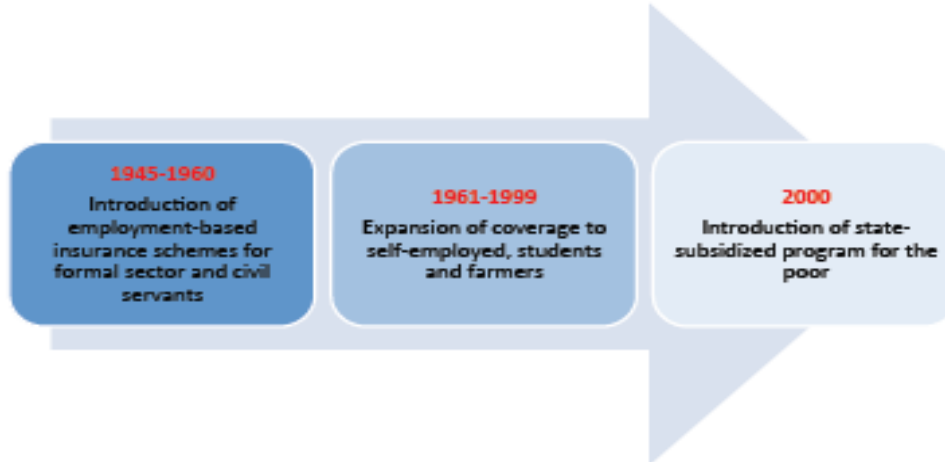 1945-1960
Introduction of
employment-based
insurance schemes for
formal sector and civil
servants
1961-1999
Expansion of coverage to
self-employed, students
and farmers
2000
Introduction of state-
subsidized program for the
poor